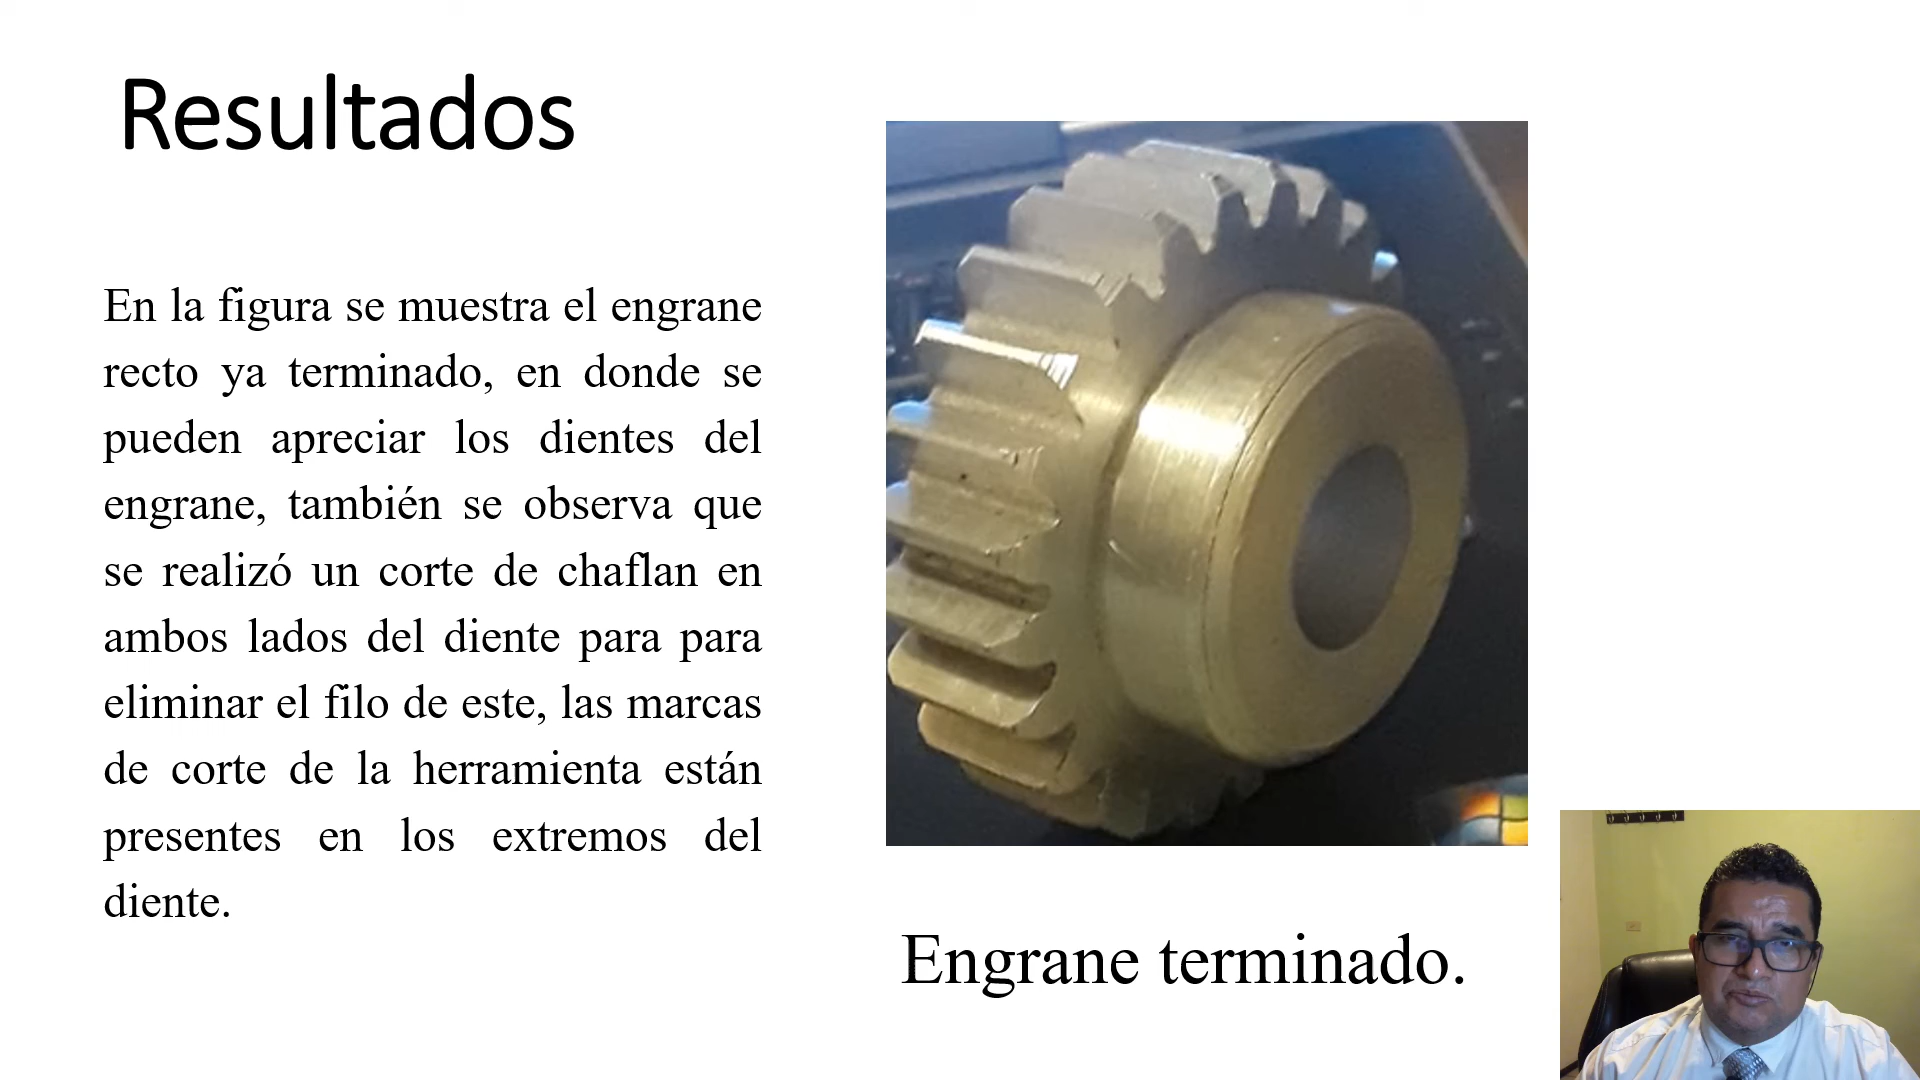 Resultados
En la figura se muestra el engrane
recto ya terminado, en donde se
pueden apreciar los dientes del
engrane, también se observa que
se realizó un corte de chaflan en
ambos lados del diente para para
eliminar el filo de este, las marcas
de corte de la herramienta están
presentes en los extremos del
diente.
Engrane terminado.